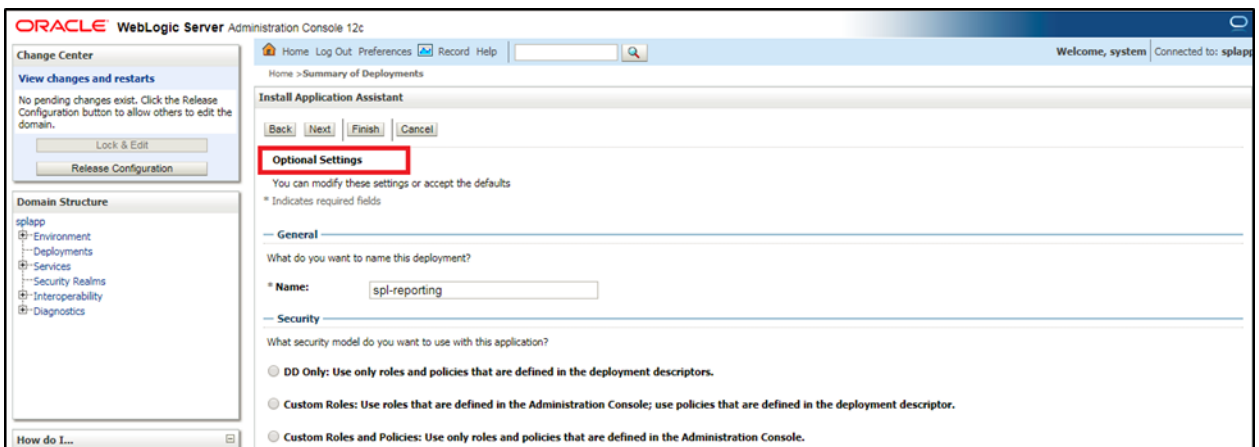 ORACLE WebLogic Server Administration Console 12c
Change Center
View changes and restarts
No pending changes exist. Click the Release
Configuration button to allow others to edit the
domain.
Lock & Edit
Release Configuration
Domain Structure
splapp
Environment
Deployments
Services
Security Realms
Interoperability
Diagnostics
How do I...
Home Log Out Preferences Record Help
Welcome, system Connected to: splapp
Home >Summary of Deployments
Install Application Assistant
Back Next Finish Cancel
Optional Settings
You can modify these settings or accept the defaults
* Indicates required fields
General
What do you want to name this deployment?
* Name: spl-reporting
Security
What security model do you want to use with this application?
DD Only: Use only roles and policies that are defined in the deployment descriptors.
Custom Roles: Use roles that are defined in the Administration Console; use policies that are defined in the deployment descriptor.
Custom Roles and Policies: Use only roles and policies that are defined in the Administration Console.